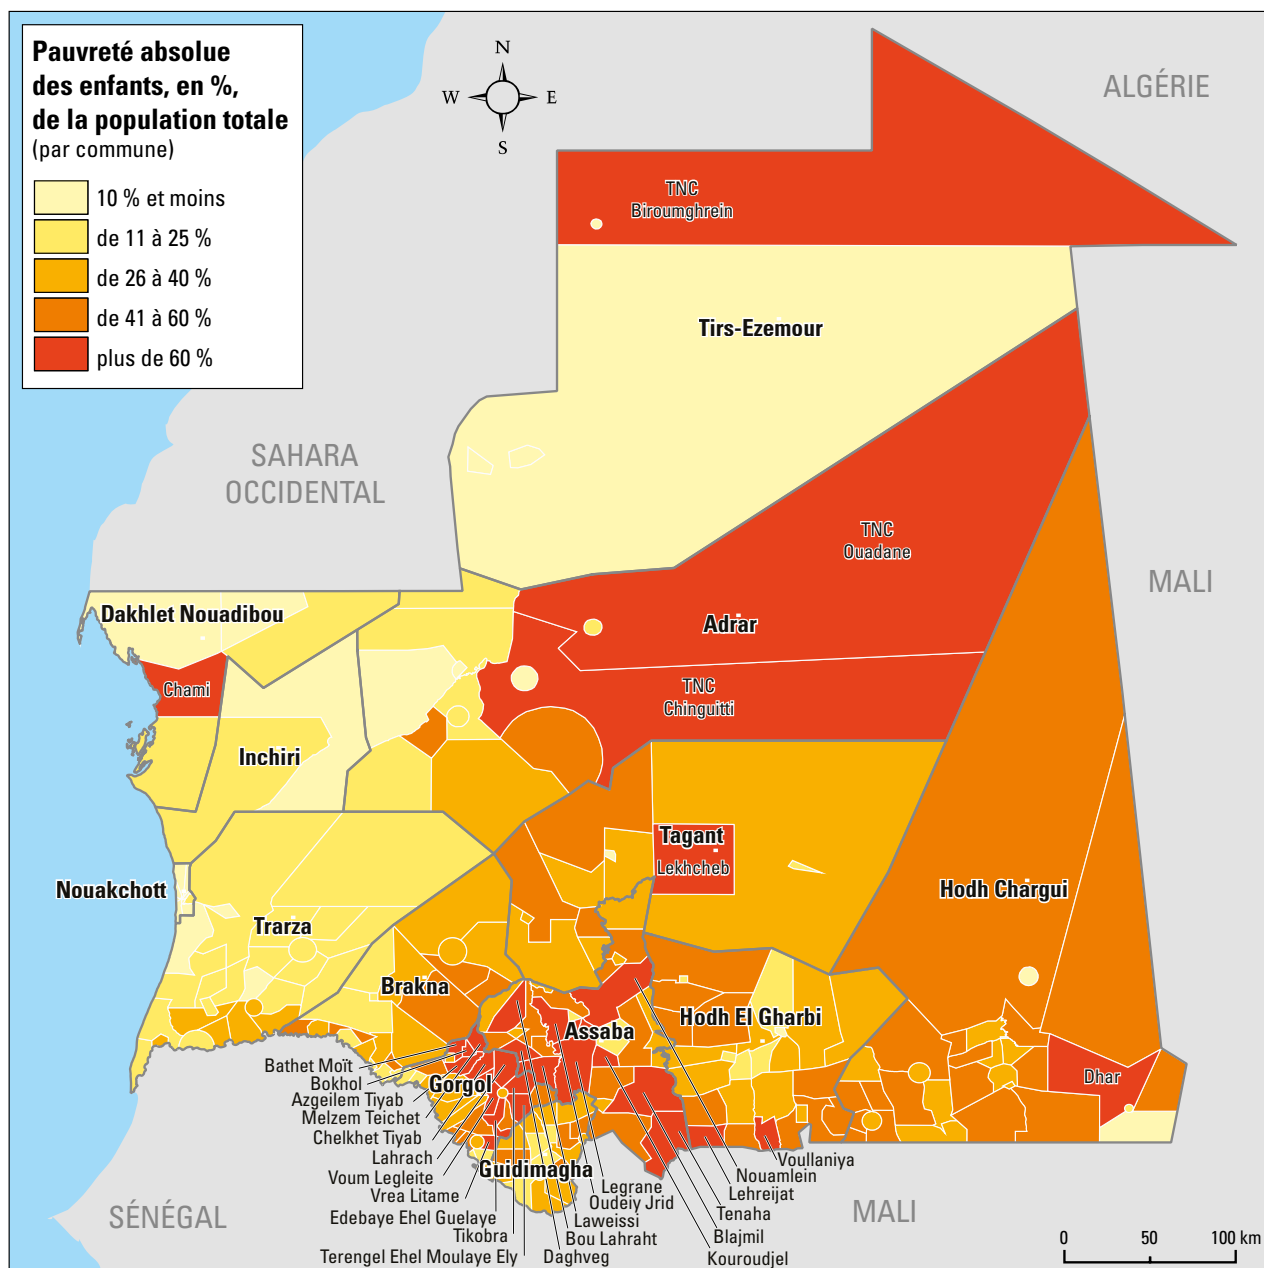 Pauvreté absolue
des enfants, en %,
de la population totale
(par commune)
10 % et moins
de 11 à 25 %
de 26 à 40 %
de 41 à 60 %
plus de 60 %
N
W
E
S
ALGÉRIE
TNC
Biroumghrein
Tirs-Ezemour
SAHARA
OCCIDENTAL
TNC
Ouadane
MALI
Dakhlet Nouadibou
Adrar
Chami
TNC
Chinguitti
Inchiri
Tagant
Lekhcheb
Nouakchott
Hodh Chargui
Trarza
Brakna
Hodh El Gharbi
Assaba
Bathet Moït
Gorgol
Dhar
Bokhol
Azgeilem Tiyab
Melzem Teichet
Chelkhet Tiyab
Lahrach
Voum Legleite
Vrea Litame
Edebaye Ehel Guelaye
Tikobra
Terengel Ehel Moulaye Ely
Guidimagha
Legrane
Oudeiy Jrid
Laweissi
Bou Lahraht
Daghveg
Voullaniya
Nouamlein
Lehreijat
Tenaha
Blajmil
Kouroudjel
SÉNÉGAL
MALI
0
50
100 km